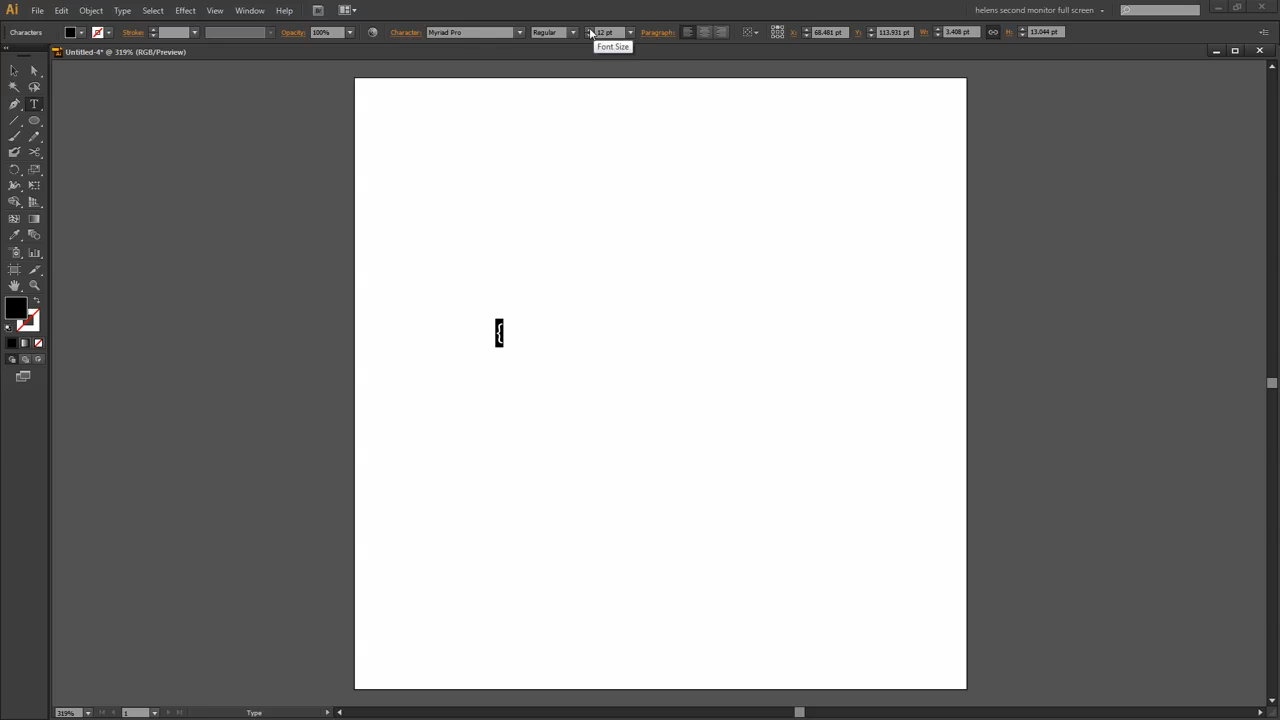 Ai File Edit Object Type Select Effect View Window Help Br helens second monitor full screen
Characters Stroke: Opacity: 100% Character: Myriad Pro Regular 12 pt Paragraph: X: 68.481 pt Y: 113.931 pt W: 3.408 pt H: 13.044 pt
Font Size
Untitled-4* @ 319% (RGB/Preview)
T
{
319% 1 Type